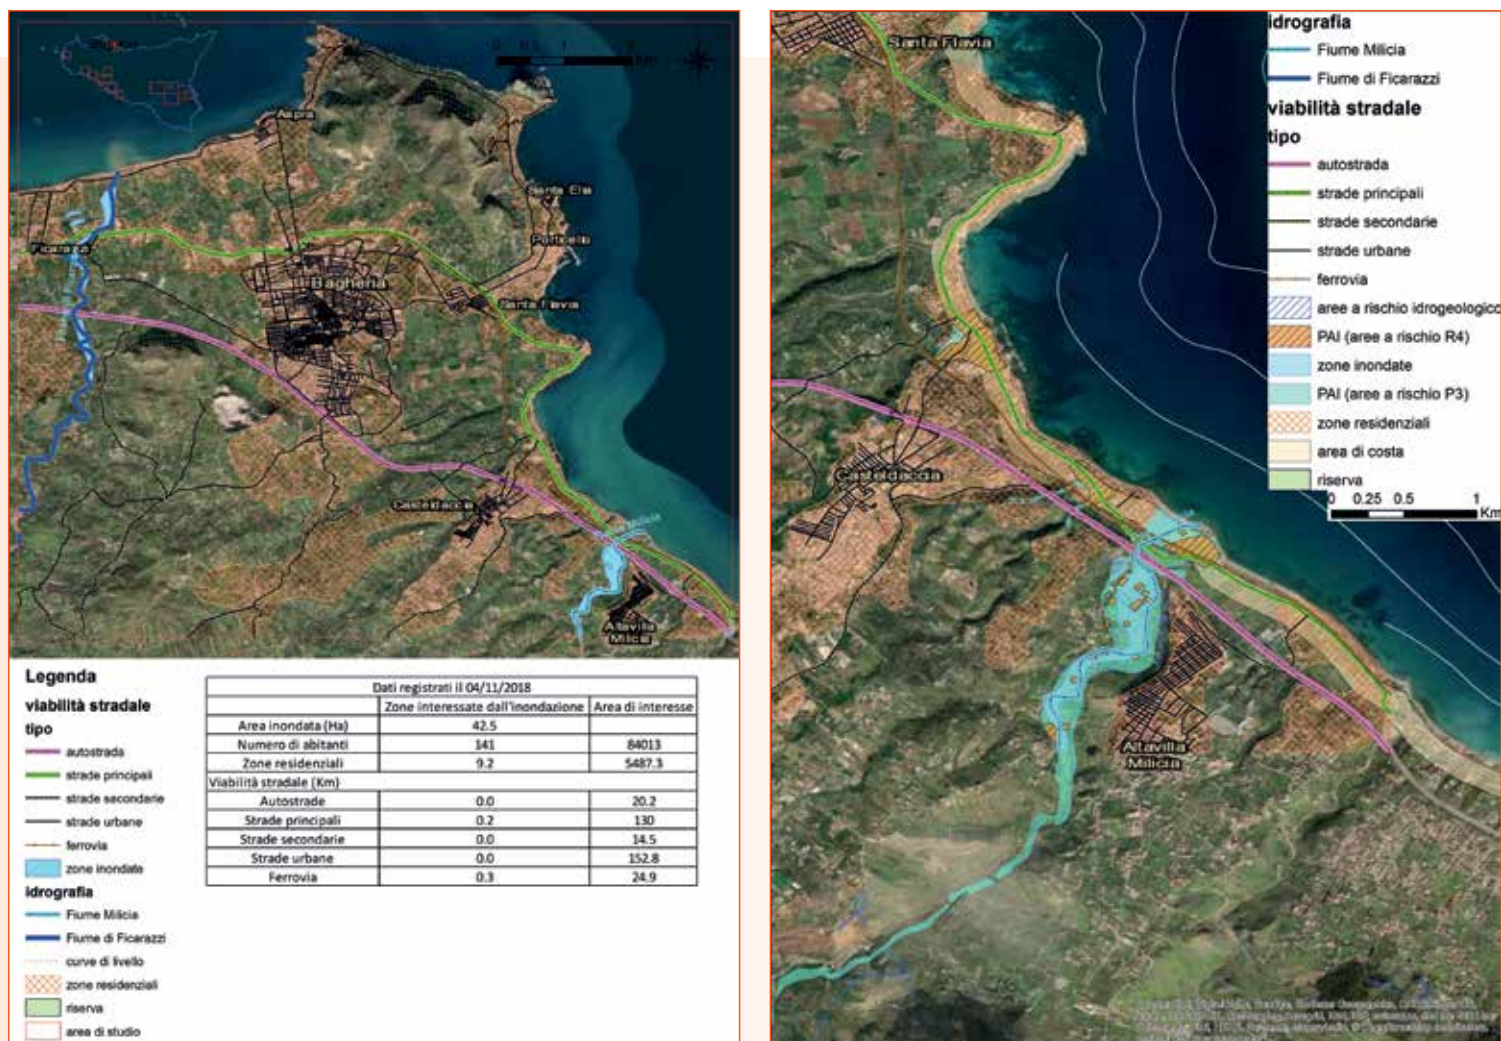 Aspra
Santa Elia
Porticello
Ficarazzi
Bagheria
Santa Flavia
Casteldaccia
Altavilla
Milicia
Legenda
viabilità stradale
tipo
autostrada
strade principali
strade secondarie
strade urbane
ferrovia
zone inondate
idrografia
Fiume Milicia
Fiume di Ficarazzi
curve di livello
zone residenziali
riserva
area di studio
Dati registrati il 04/11/2018
Zone interessate dall'inondazione Area di interesse
Area inondata (Ha) 42.5
Numero di abitanti 141 84013
Zone residenziali 9.2 5487.3
Viabilità stradale (Km)
Autostrade 0.0 20.2
Strade principali 0.2 130
Strade secondarie 0.0 14.5
Strade urbane 0.0 152.8
Ferrovia 0.3 24.9
Santa Flavia
Casteldaccia
Altavilla
Milicia
idrografia
Fiume Milicia
Fiume di Ficarazzi
viabilità stradale
tipo
autostrada
strade principali
strade secondarie
strade urbane
ferrovia
aree a rischio idrogeologico
PAI (aree a rischio R4)
zone inondate
PAI (aree a rischio P3)
zone residenziali
area di costa
riserva
0 0.25 0.5 1
Km